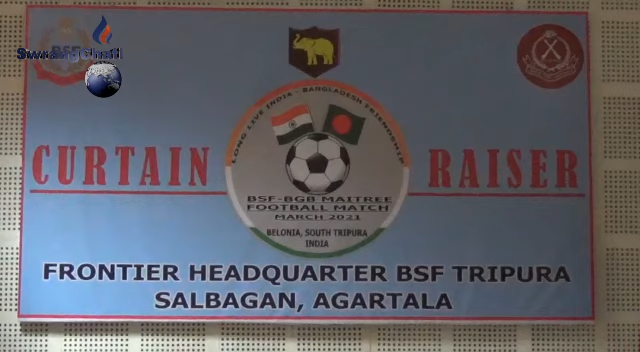 BSF
LONG LIVE INDIA - BANGLADESH FRIENDSHIP
CURTAIN RAISER
BSF-BGB MAITREE
FOOTBALL MATCH
MARCH 2021
BELONIA, SOUTH TRIPURA
INDIA
FRONTIER HEADQUARTER BSF TRIPURA
SALBAGAN, AGARTALA